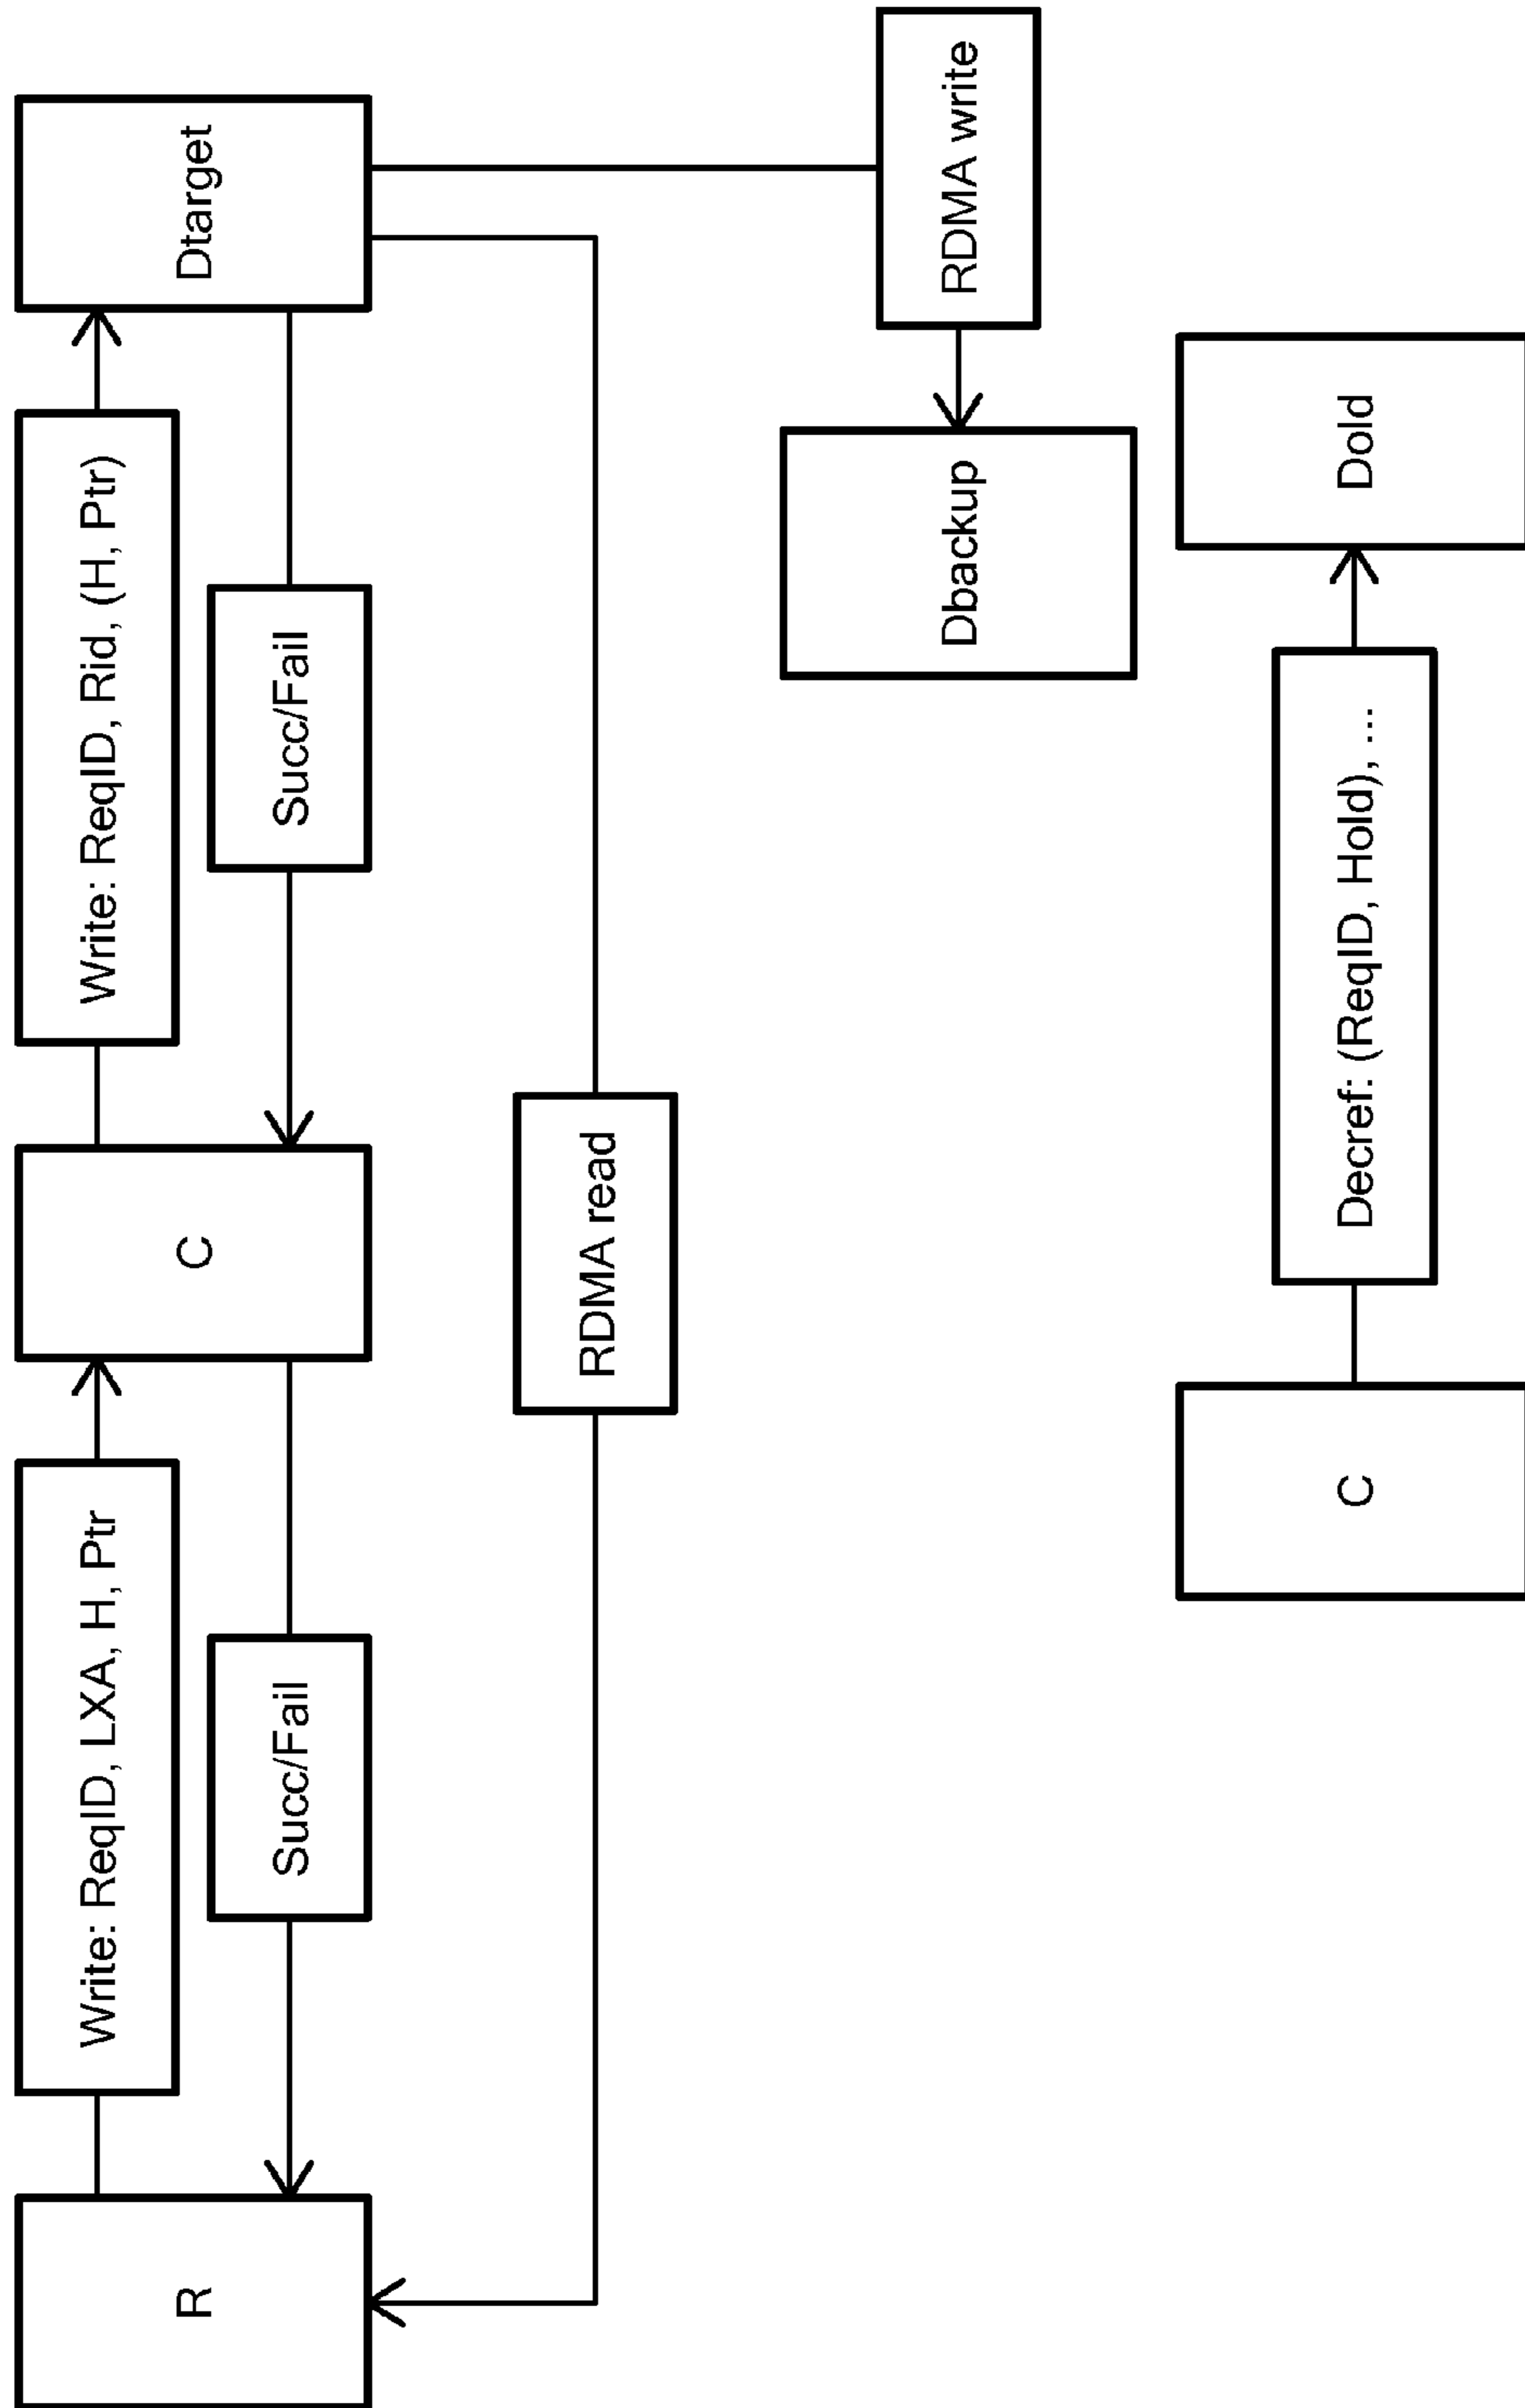 R
Write: ReqID, LXA, H, Ptr
C
Write: ReqID, Rid, (H, Ptr)
Dtarget
Succ/Fail
Succ/Fail
RDMA read
RDMA write
Dbackup
C
Decref: (ReqID, Hold), ...
Dold